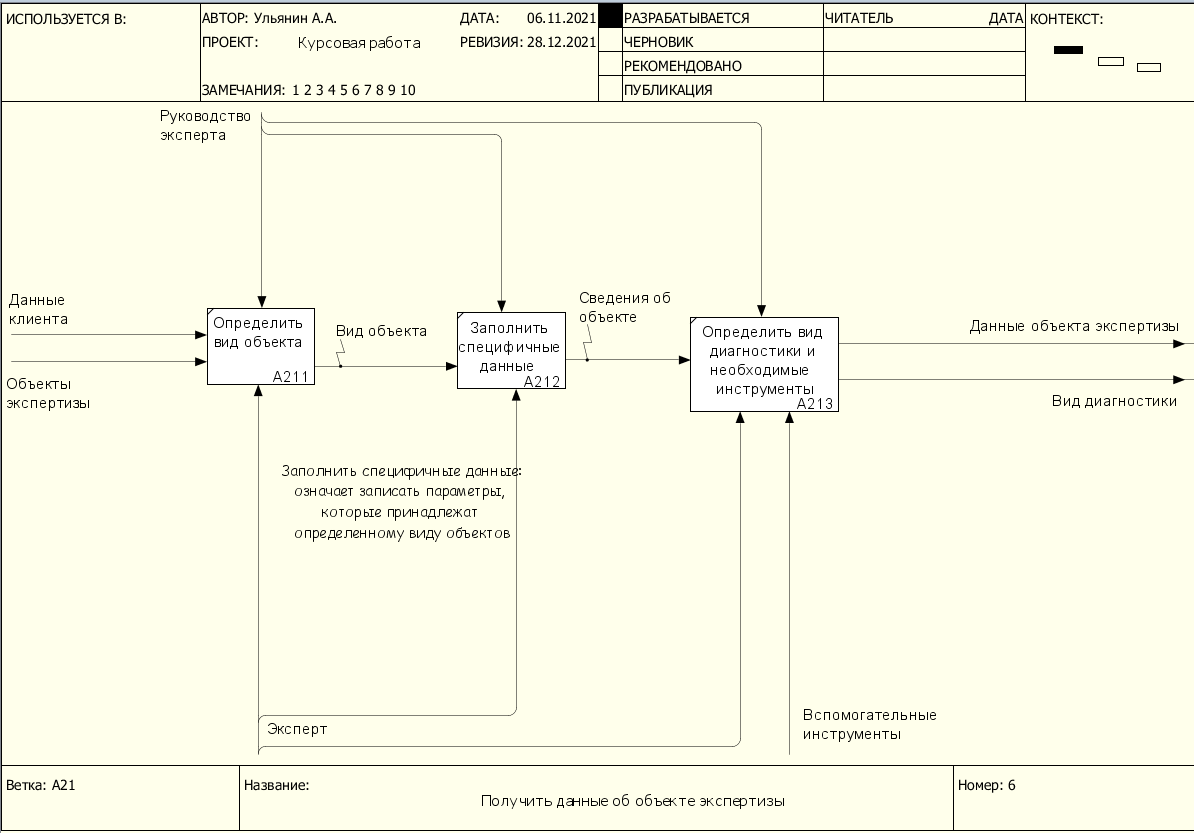 ИСПОЛЬЗУЕТСЯ В:
АВТОР: Ульянин А.А.
ДАТА: 06.11.2021
ПРОЕКТ: Курсовая работа
РЕВИЗИЯ: 28.12.2021
ЗАМЕЧАНИЯ: 1 2 3 4 5 6 7 8 9 10
РАЗРАБАТЫВАЕТСЯ
ЧЕРНОВИК
РЕКОМЕНДОВАНО
ПУБЛИКАЦИЯ
ЧИТАТЕЛЬ
ДАТА
КОНТЕКСТ:
Руководство
эксперта
Данные
клиента
Объекты
экспертизы
Определить
вид объекта
A211
Вид объекта
Заполнить
специфичные
данные
A212
Сведения об
объекте
Определить вид
диагностики и
необходимые
инструменты
A213
Данные объекта экспертизы
Вид диагностики
Заполнить специфичные данные:
означает записать параметры,
которые принадлежат
определенному виду объектов
Эксперт
Вспомогательные
инструменты
Ветка: A21
Название:
Получить данные об объекте экспертизы
Номер: 6